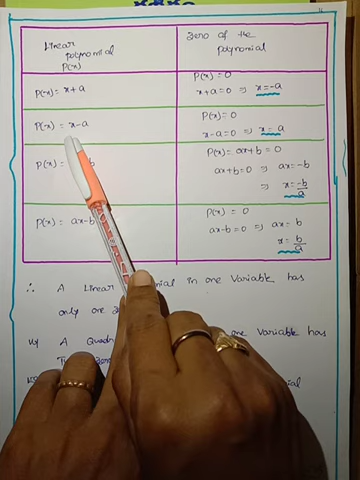 Linear polynomial P(x)
Zero of the polynomial
P(x) = x+a
P(x) = 0
x+a=0 ⇒ x=-a
P(x) = x-a
P(x) = 0
x-a=0 ⇒ x=a
P(x) = b
P(x) = ax+b = 0
ax+b=0 ⇒ ax=-b
⇒ x=-b/a
P(x) = ax-b
P(x) = 0
ax-b=0 ⇒ ax=b
x=b/a
∴ A Linear in one Variable has
only one
A one Variable has